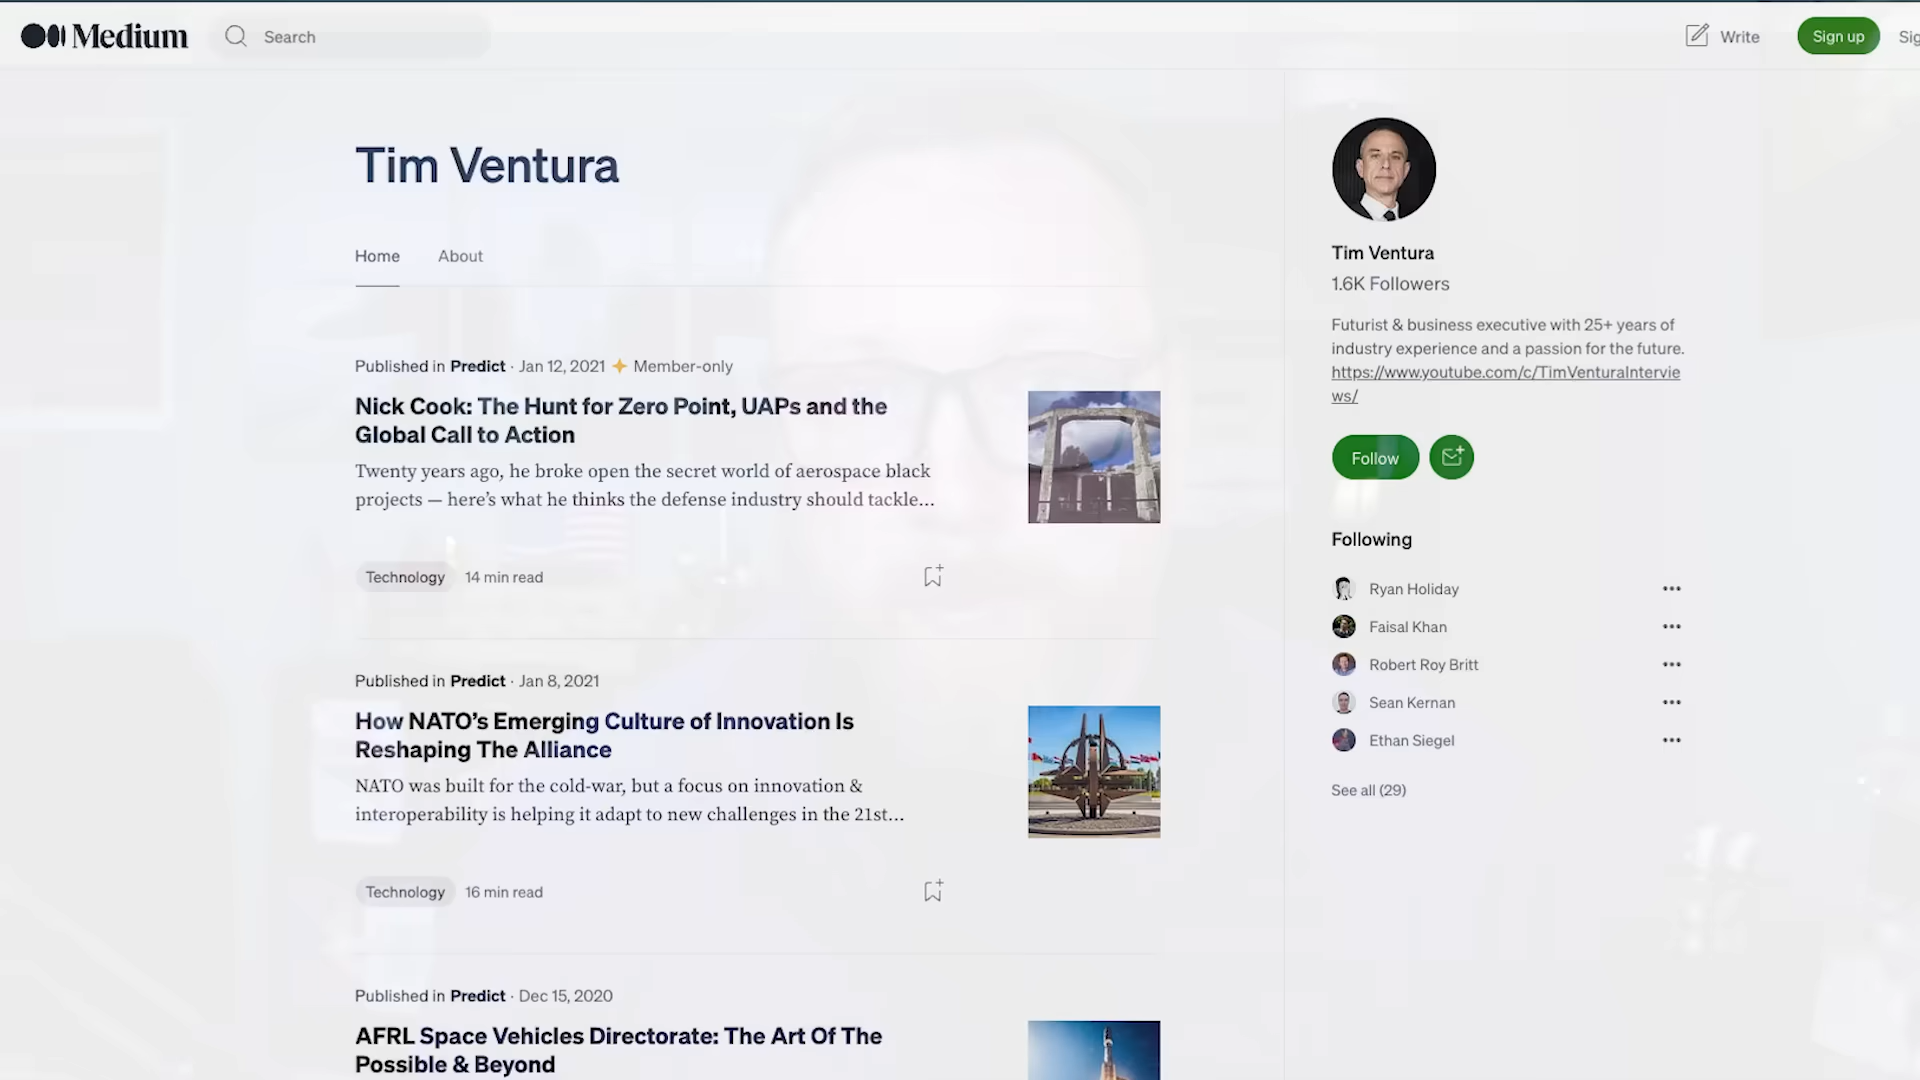 Medium
Search
Write
Sign up
Sig
Tim Ventura
Home
About
Published in Predict · Jan 12, 2021 Member-only
Nick Cook: The Hunt for Zero Point, UAPs and the
Global Call to Action
Twenty years ago, he broke open the secret world of aerospace black
projects — here’s what he thinks the defense industry should tackle…
Technology
14 min read
Published in Predict · Jan 8, 2021
How NATO’s Emerging Culture of Innovation Is
Reshaping The Alliance
NATO was built for the cold-war, but a focus on innovation &
interoperability is helping it adapt to new challenges in the 21st…
Technology
16 min read
Published in Predict · Dec 15, 2020
AFRL Space Vehicles Directorate: The Art Of The
Possible & Beyond
Tim Ventura
1.6K Followers
Futurist & business executive with 25+ years of
industry experience and a passion for the future.
https://www.youtube.com/c/TimVenturaIntervie
ws/
Follow
Following
Ryan Holiday
Faisal Khan
Robert Roy Britt
Sean Kernan
Ethan Siegel
See all (29)